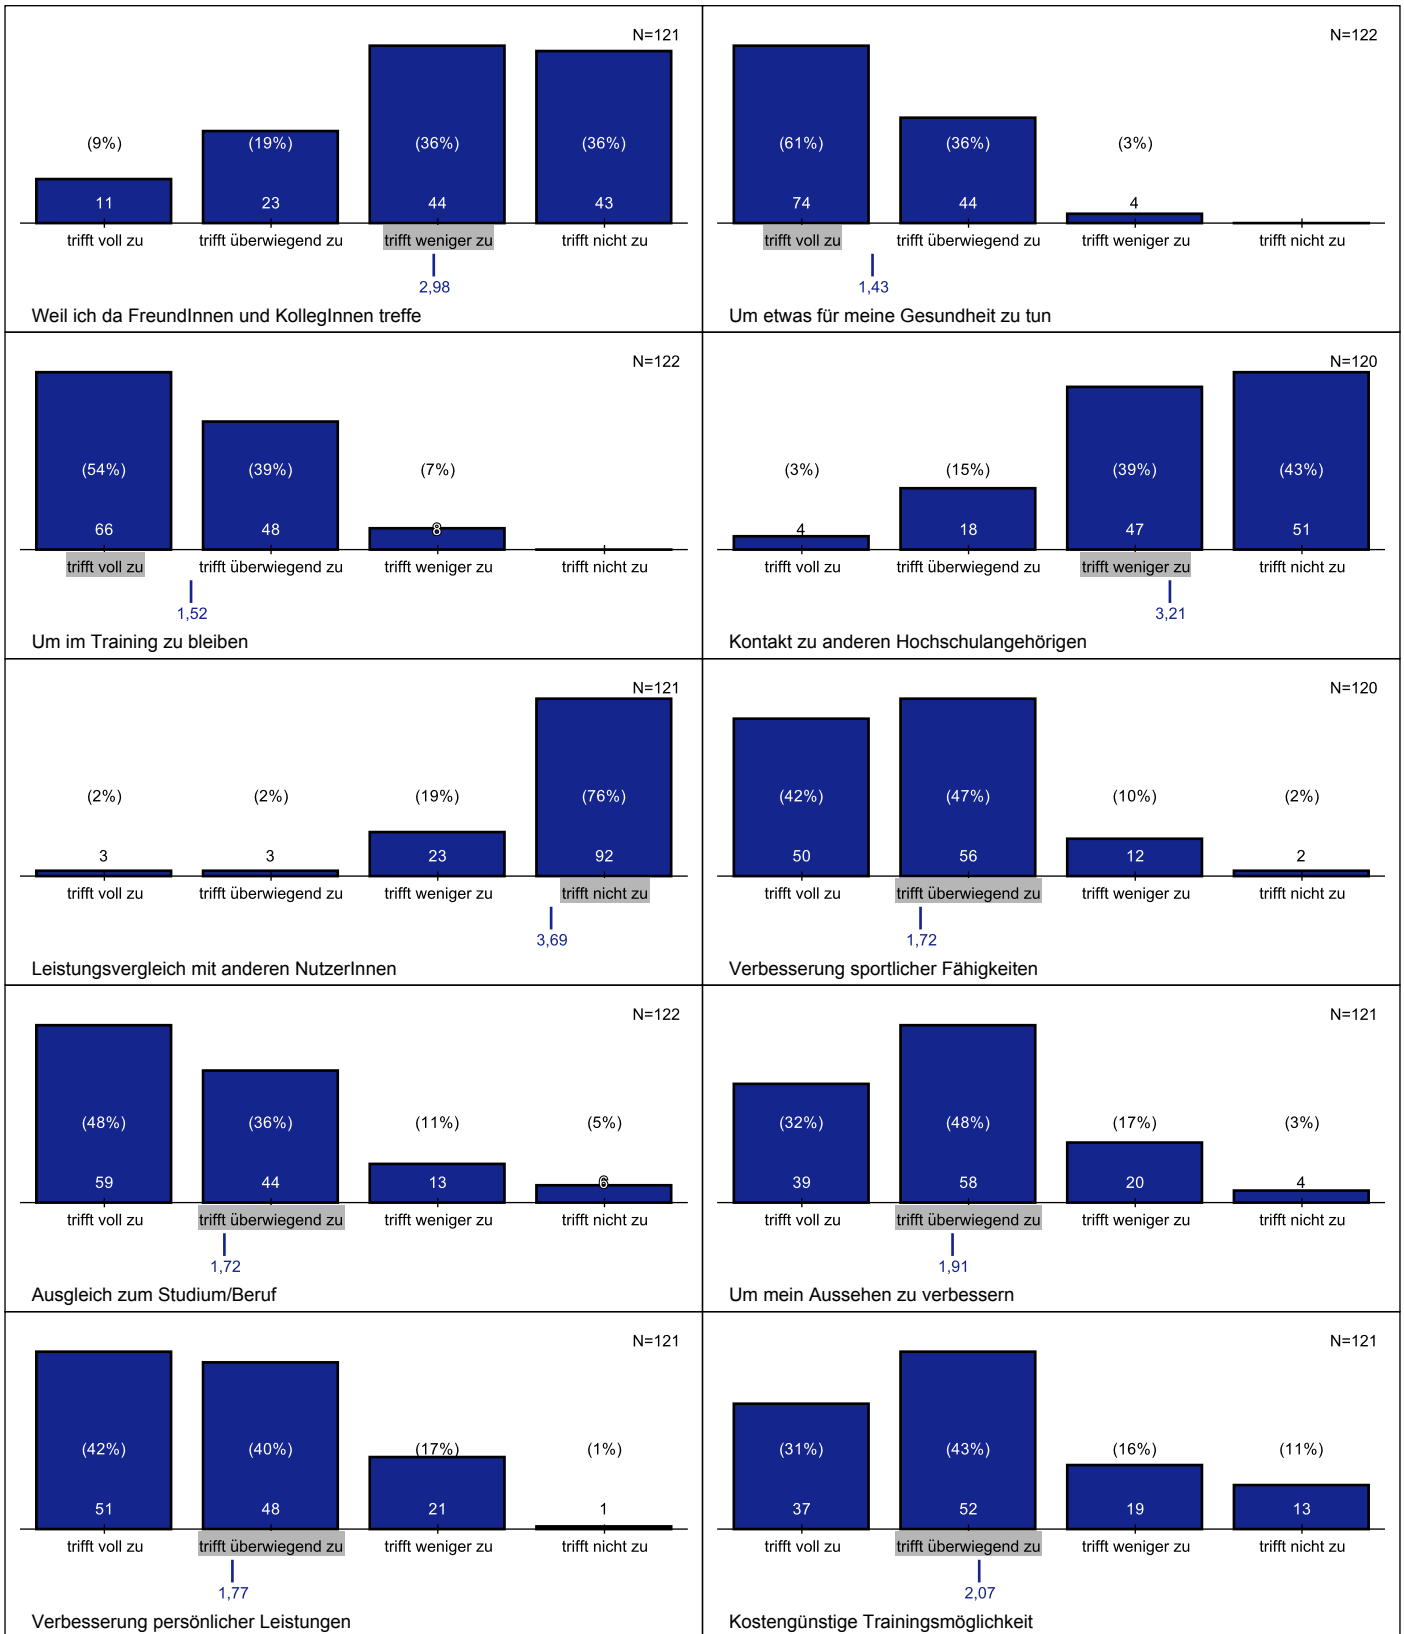 N=121
(9%) (19%) (36%) (36%)
11 23 44 43
trifft voll zu trifft überwiegend zu trifft weniger zu trifft nicht zu
2,98
Weil ich da FreundInnen und KollegInnen treffe
N=122
(61%) (36%) (3%)
74 44 4
trifft voll zu trifft überwiegend zu trifft weniger zu trifft nicht zu
1,43
Um etwas für meine Gesundheit zu tun
N=122
(54%) (39%) (7%)
66 48 8
trifft voll zu trifft überwiegend zu trifft weniger zu trifft nicht zu
1,52
Um im Training zu bleiben
N=120
(3%) (15%) (39%) (43%)
4 18 47 51
trifft voll zu trifft überwiegend zu trifft weniger zu trifft nicht zu
3,21
Kontakt zu anderen Hochschulangehörigen
N=121
(2%) (2%) (19%) (76%)
3 3 23 92
trifft voll zu trifft überwiegend zu trifft weniger zu trifft nicht zu
3,69
Leistungsvergleich mit anderen NutzerInnen
N=120
(42%) (47%) (10%) (2%)
50 56 12 2
trifft voll zu trifft überwiegend zu trifft weniger zu trifft nicht zu
1,72
Verbesserung sportlicher Fähigkeiten
N=122
(48%) (36%) (11%) (5%)
59 44 13 6
trifft voll zu trifft überwiegend zu trifft weniger zu trifft nicht zu
1,72
Ausgleich zum Studium/Beruf
N=121
(32%) (48%) (17%) (3%)
39 58 20 4
trifft voll zu trifft überwiegend zu trifft weniger zu trifft nicht zu
1,91
Um mein Aussehen zu verbessern
N=121
(42%) (40%) (17%) (1%)
51 48 21 1
trifft voll zu trifft überwiegend zu trifft weniger zu trifft nicht zu
1,77
Verbesserung persönlicher Leistungen
N=121
(31%) (43%) (16%) (11%)
37 52 19 13
trifft voll zu trifft überwiegend zu trifft weniger zu trifft nicht zu
2,07
Kostengünstige Trainingsmöglichkeit